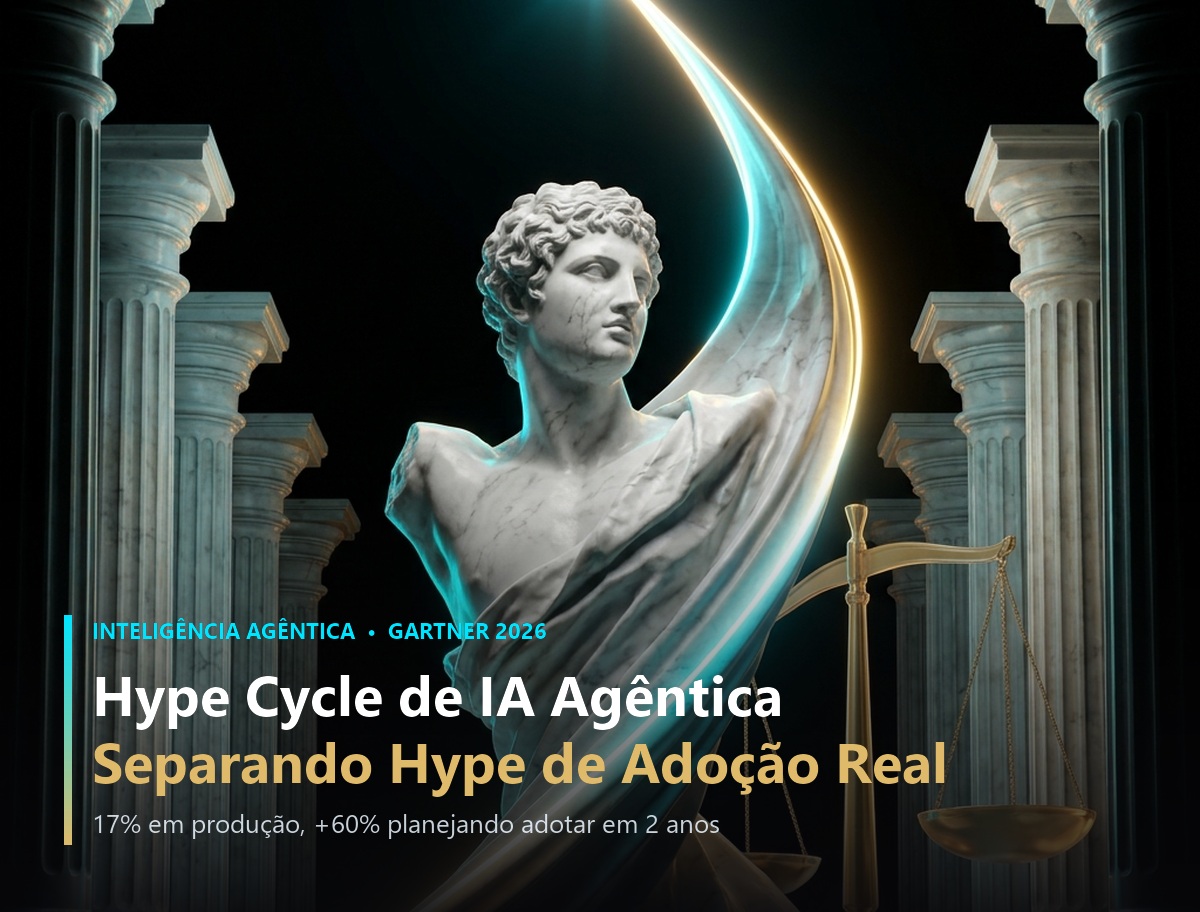 INTELIGÊNCIA AGÊNTICA • GARTNER 2026
Hype Cycle de IA Agêntica
Separando Hype de Adoção Real
17% em produção, +60% planejando adotar em 2 anos